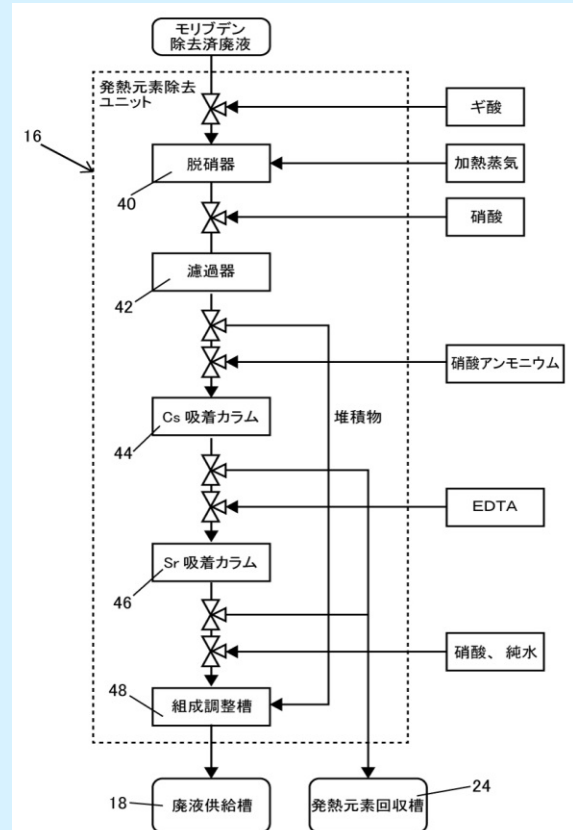 モリブデン
除去済廃液
発熱元素除去
ユニット
ギ酸
16
脱硝器
加熱蒸気
40
硝酸
濾過器
42
硝酸アンモニウム
Cs 吸着カラム
堆積物
44
EDTA
Sr 吸着カラム
46
硝酸、純水
組成調整槽
48
18
廃液供給槽
発熱元素回収槽
24